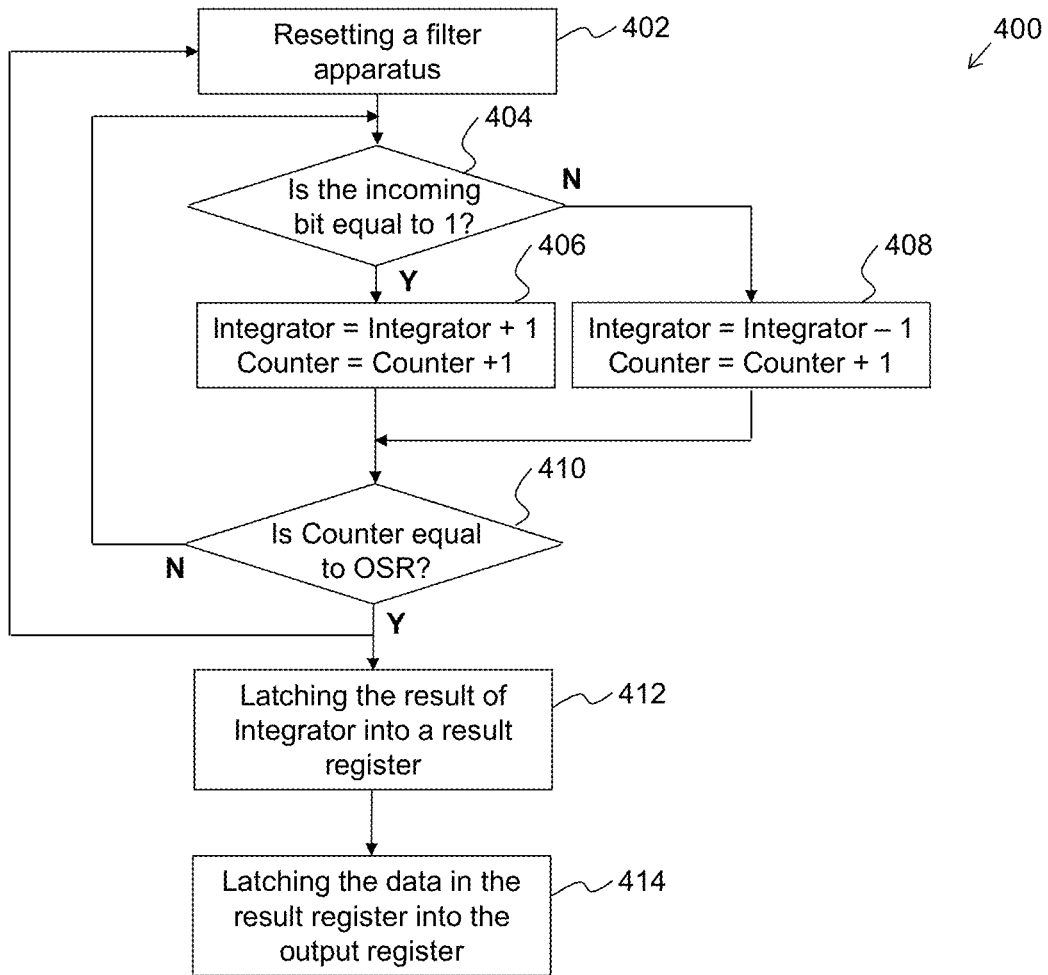 Resetting a filter
apparatus
402
400
404
Is the incoming
bit equal to 1?
N
Y
406
408
Integrator = Integrator + 1
Counter = Counter +1
Integrator = Integrator – 1
Counter = Counter + 1
410
Is Counter equal
to OSR?
N
Y
Latching the result of
Integrator into a result
register
412
Latching the data in the
result register into the
output register
414